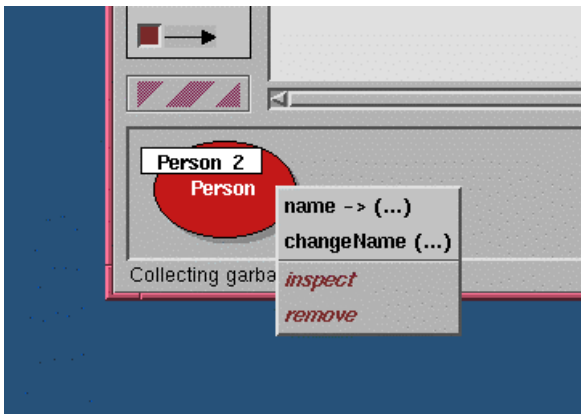 Person 2
Person
name -> (...)
changeName (...)
Collecting garba
inspect
remove